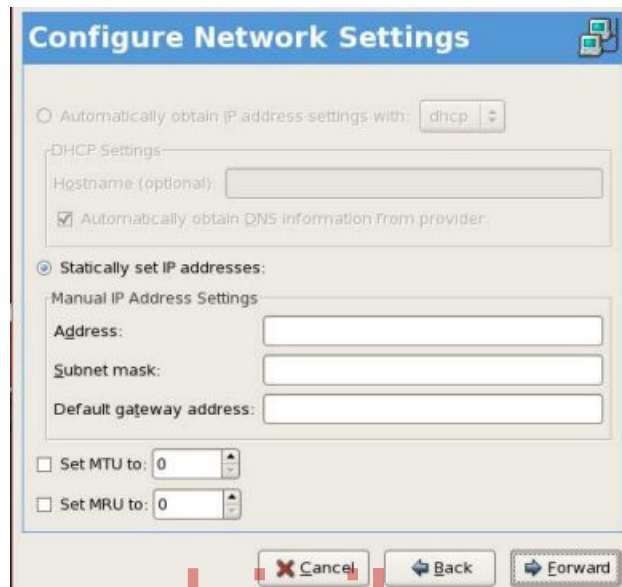 Configure Network Settings
Automatically obtain IP address settings with: dhcp
DHCP Settings
Hostname (optional):
Automatically obtain DNS information from provider
Statically set IP addresses:
Manual IP Address Settings
Address:
Subnet mask:
Default gateway address:
Set MTU to: 0
Set MRU to: 0
Cancel Back Forward